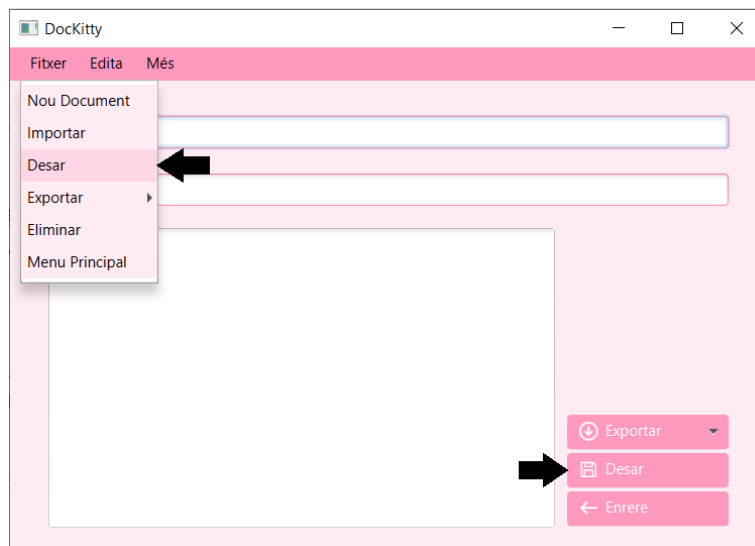 DocKitty
Fitxer Edita Més
Nou Document
Importar
Desar
Exportar
Eliminar
Menu Principal
Exportar
Desar
Enrere